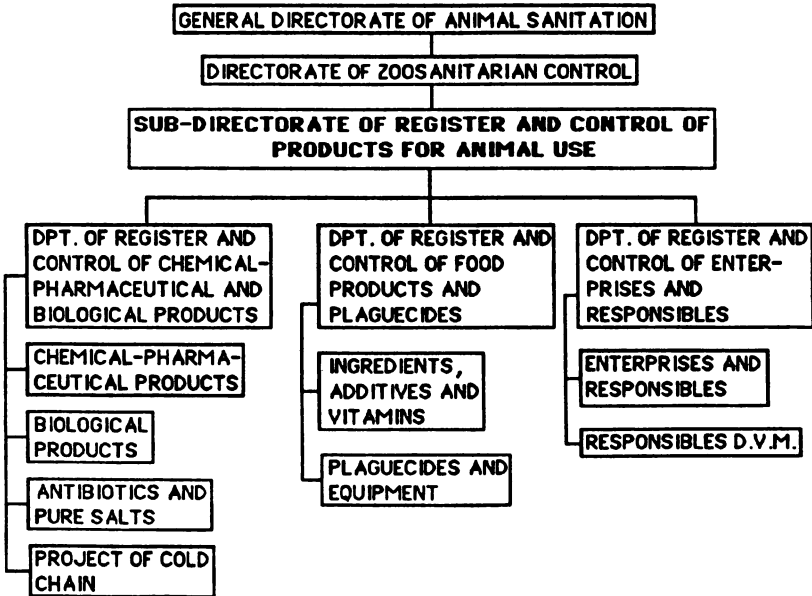 GENERAL DIRECTORATE OF ANIMAL SANITATION
DIRECTORATE OF ZOOSANITARIAN CONTROL
SUB-DIRECTORATE OF REGISTER AND CONTROL OF
PRODUCTS FOR ANIMAL USE
DPT. OF REGISTER AND
CONTROL OF CHEMICAL-
PHARMACEUTICAL AND
BIOLOGICAL PRODUCTS
CHEMICAL-PHARMA-
CEUTICAL PRODUCTS
BIOLOGICAL
PRODUCTS
ANTIBIOTICS AND
PURE SALTS
PROJECT OF COLD
CHAIN
DPT. OF REGISTER AND
CONTROL OF FOOD
PRODUCTS AND
PLAGUECIDES
INGREDIENTS,
ADDITIVES AND
VITAMINS
PLAGUECIDES AND
EQUIPMENT
DPT. OF REGISTER AND
CONTROL OF ENTER-
PRISES AND
RESPONSIBLES
ENTERPRISES AND
RESPONSIBLES
RESPONSIBLES D.V.M.